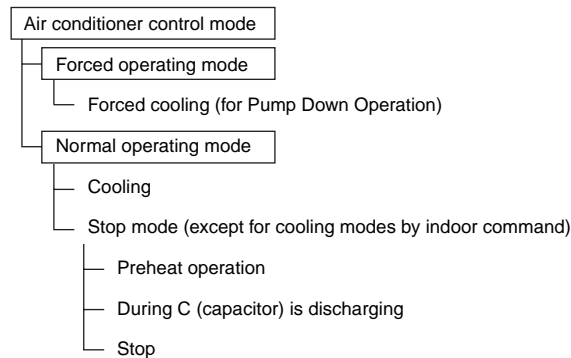 Air conditioner control mode
Forced operating mode
Forced cooling (for Pump Down Operation)
Normal operating mode
Cooling
Stop mode (except for cooling modes by indoor command)
Preheat operation
During C (capacitor) is discharging
Stop